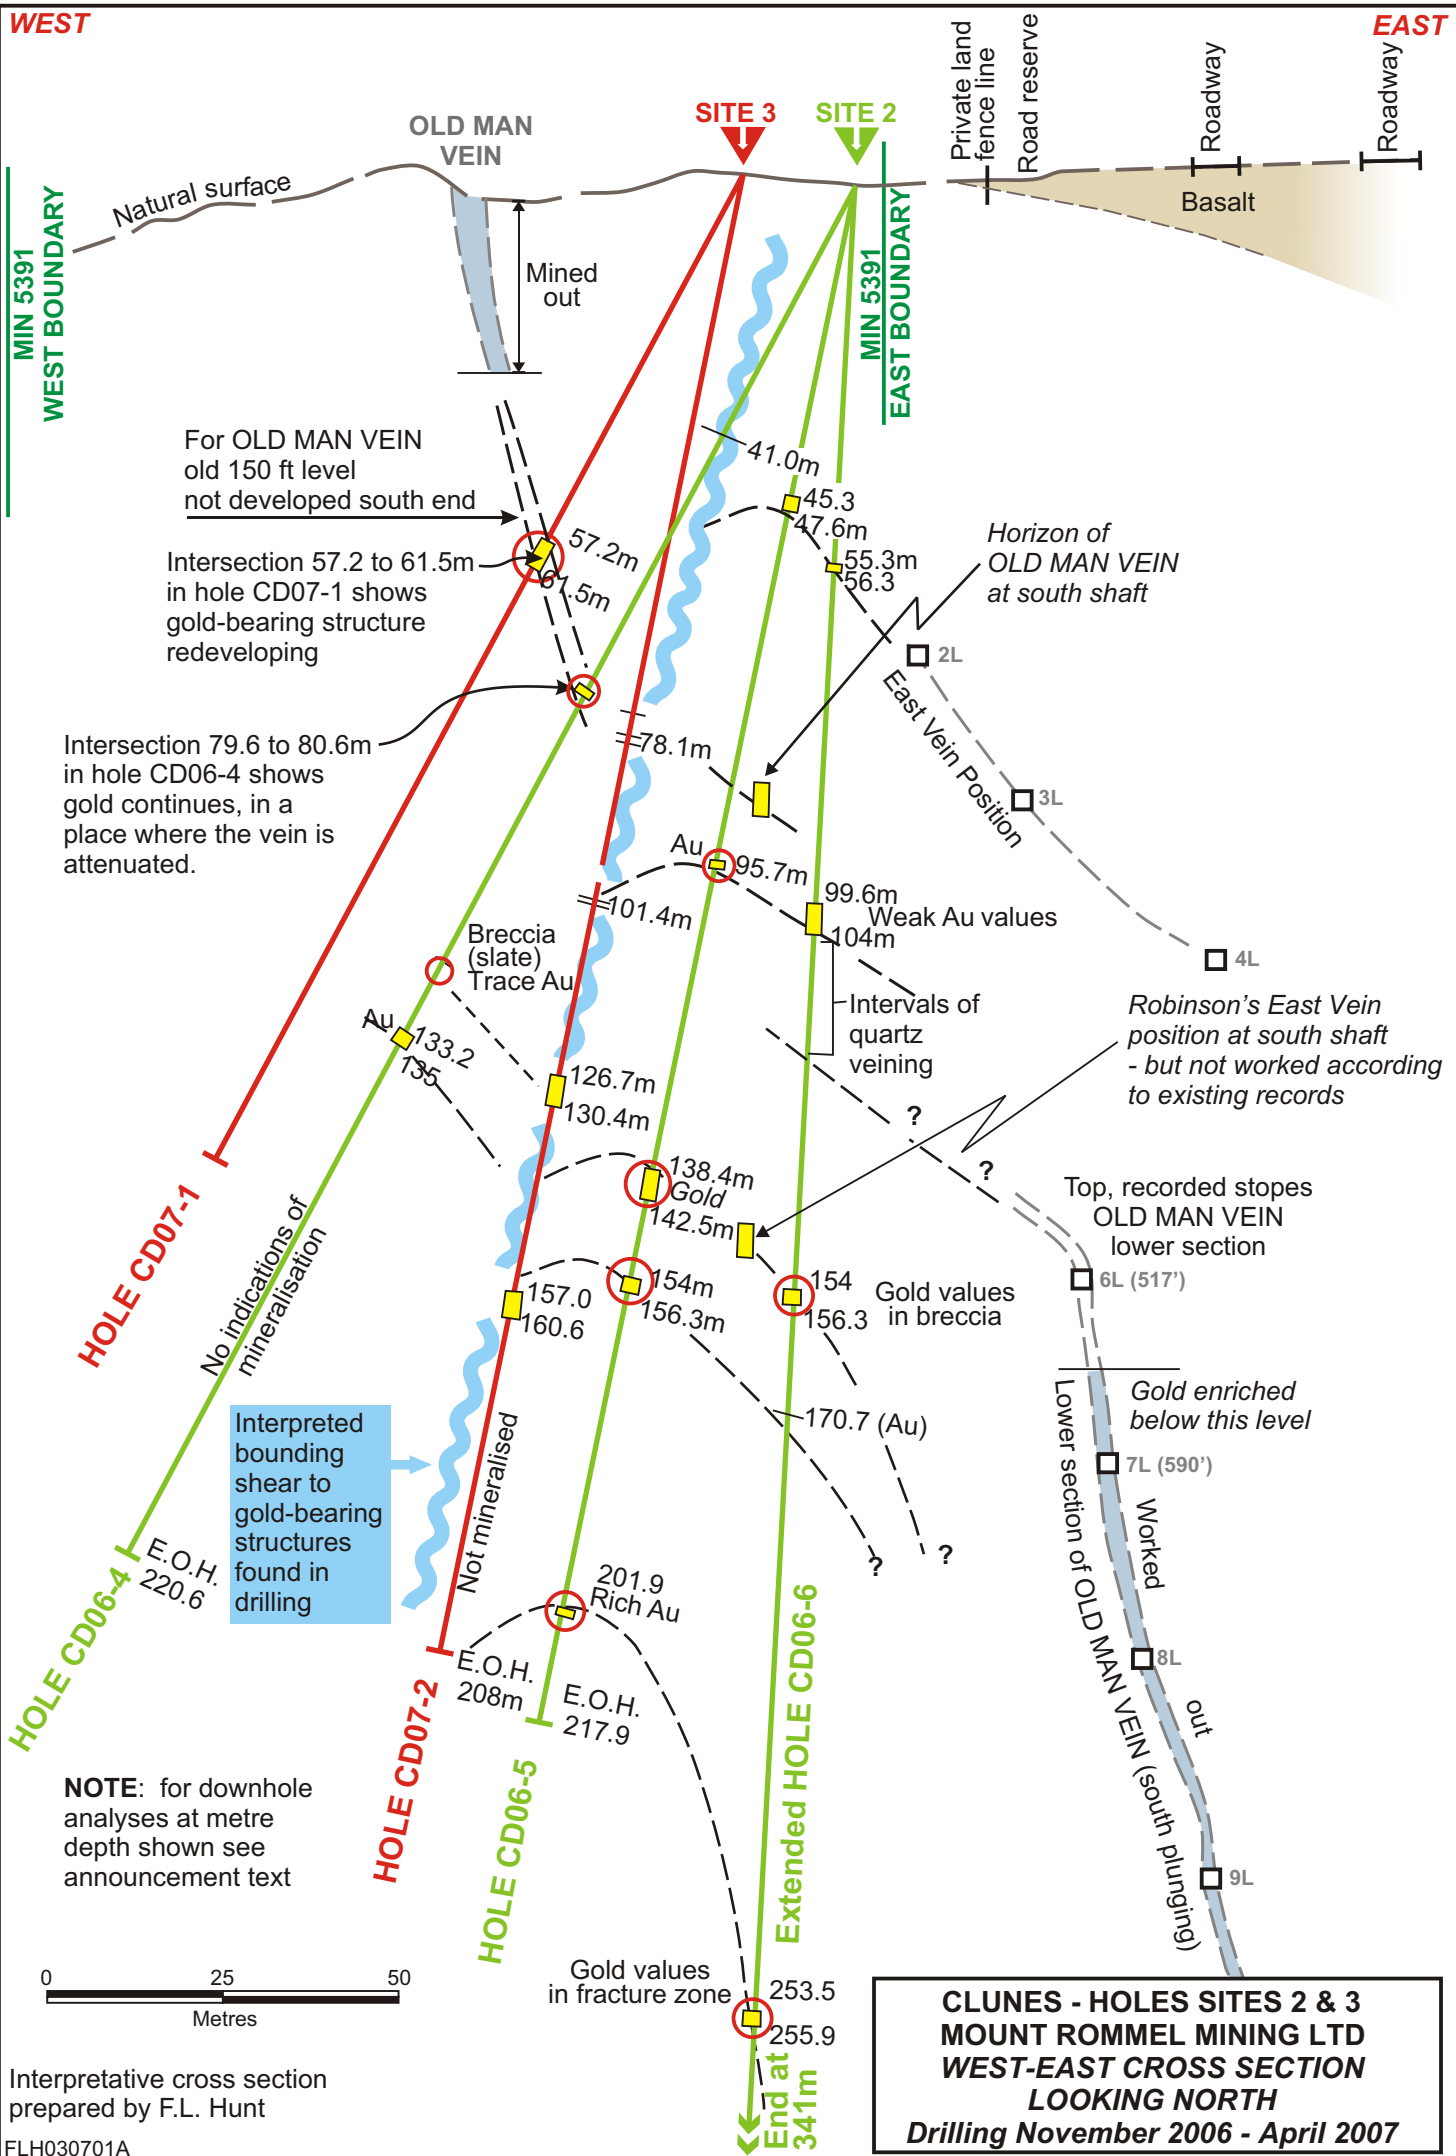 WEST
EAST
Private land
fence line
Road reserve
Roadway
Roadway
SITE 3
SITE 2
OLD MAN
VEIN
Natural surface
Basalt
MIN 5391
WEST BOUNDARY
MIN 5391
EAST BOUNDARY
Mined
out
For OLD MAN VEIN
old 150 ft level
not developed south end
41.0m
45.3
47.6m
55.3m
56.3
57.2m
61.5m
Intersection 57.2 to 61.5m
in hole CD07-1 shows
gold-bearing structure
redeveloping
Horizon of
OLD MAN VEIN
at south shaft
2L
East Vein Position
3L
4L
Intersection 79.6 to 80.6m
in hole CD06-4 shows
gold continues, in a
place where the vein is
attenuated.
78.1m
Au
95.7m
99.6m
Weak Au values
104m
101.4m
Breccia
(slate)
Trace Au
Au
133.2
135
Intervals of
quartz
veining
Robinson's East Vein
position at south shaft
- but not worked according
to existing records
126.7m
130.4m
?
?
138.4m
Gold
142.5m
Top, recorded stopes
OLD MAN VEIN
lower section
6L (517')
154m
156.3m
154
156.3
Gold values
in breccia
157.0
160.6
HOLE CD07-1
No indications of
mineralisation
Gold enriched
below this level
170.7 (Au)
7L (590')
Lower section of OLD MAN VEIN (south plunging)
Worked
out
8L
9L
Interpreted
bounding
shear to
gold-bearing
structures
found in
drilling
Not mineralised
?
?
E.O.H.
220.6
HOLE CD06-4
201.9
Rich Au
E.O.H.
208m
HOLE CD07-2
E.O.H.
217.9
HOLE CD06-5
Extended HOLE CD06-6
NOTE: for downhole
analyses at metre
depth shown see
announcement text
Gold values
in fracture zone
253.5
255.9
End at
341m
0
25
50
Metres
Interpretative cross section
prepared by F.L. Hunt
FLH030701A
CLUNES - HOLES SITES 2 & 3
MOUNT ROMMEL MINING LTD
WEST-EAST CROSS SECTION
LOOKING NORTH
Drilling November 2006 - April 2007